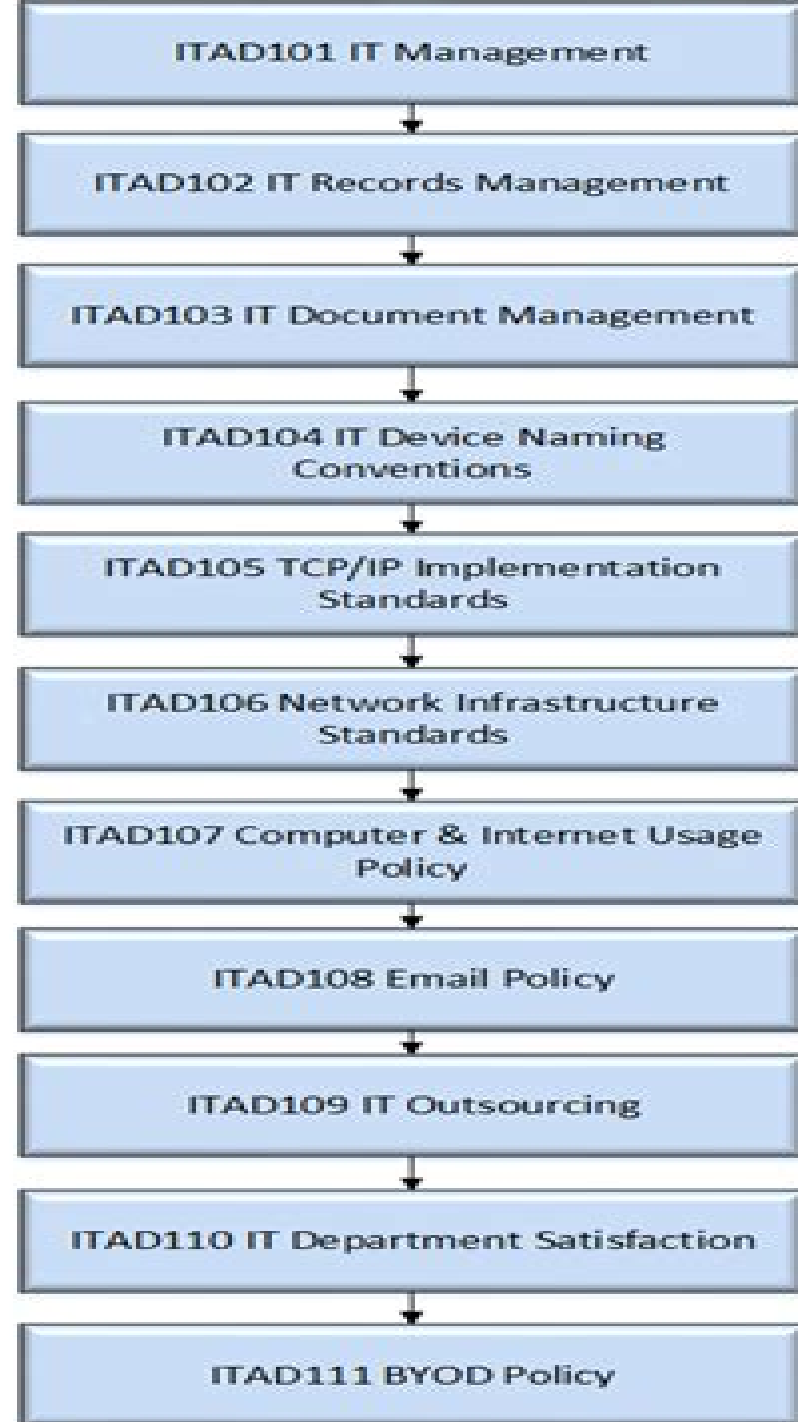 ITAD101 IT Management
ITAD102 IT Records Management
ITAD103 IT Document Management
ITAD104 IT Device Naming
Conventions
ITAD105 TCP/IP Implementation
Standards
ITAD106 Network Infrastructure
Standards
ITAD107 Computer & Internet Usage
Policy
ITAD108 Email Policy
ITAD109 IT Outsourcing
ITAD110 IT Department Satisfaction
ITAD111 BYOD Policy